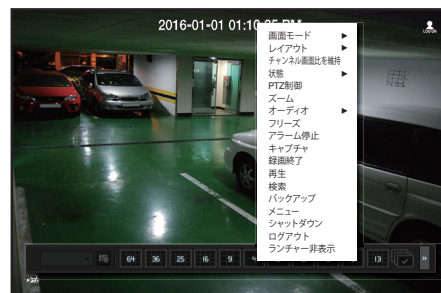 2016-01-01 01:10
LOGON
画面モード
レイアウト
チャンネル画面比を維持
状態
PTZ制御
ズーム
オーディオ
フリーズ
アラーム停止
キャプチャ
録画終了
再生
検索
バックアップ
メニュー
シャットダウン
ログアウト
ランチャー非表示
64 36 25 16 9 13